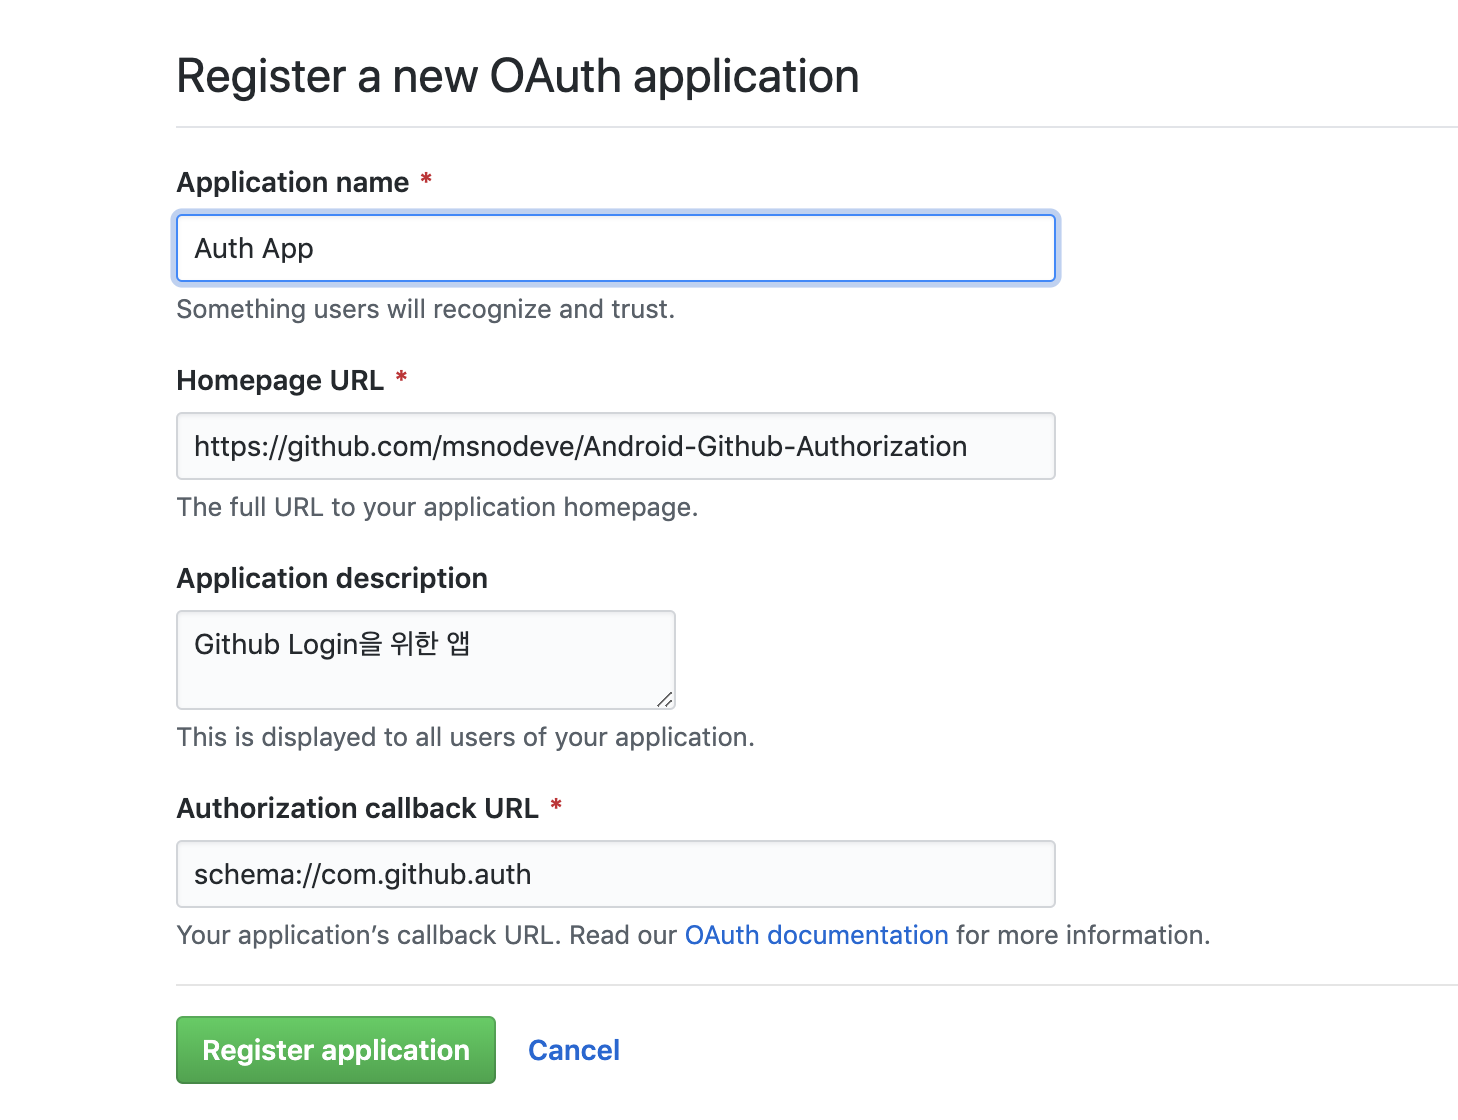 Register a new OAuth application
Application name *
Auth App
Something users will recognize and trust.
Homepage URL *
https://github.com/msnodeve/Android-Github-Authorization
The full URL to your application homepage.
Application description
Github Login을 위한 앱
This is displayed to all users of your application.
Authorization callback URL *
schema://com.github.auth
Your application’s callback URL. Read our OAuth documentation for more information.
Register application Cancel